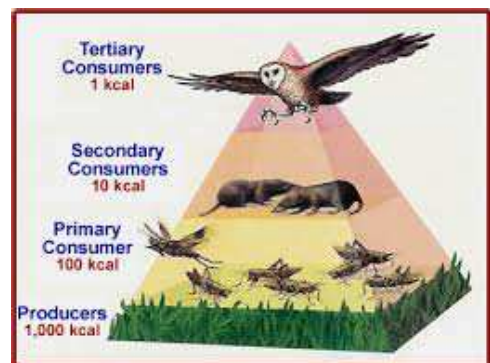 Tertiary
Consumers
1 kcal
Secondary
Consumers
10 kcal
Primary
Consumer
100 kcal
Producers
1,000 kcal